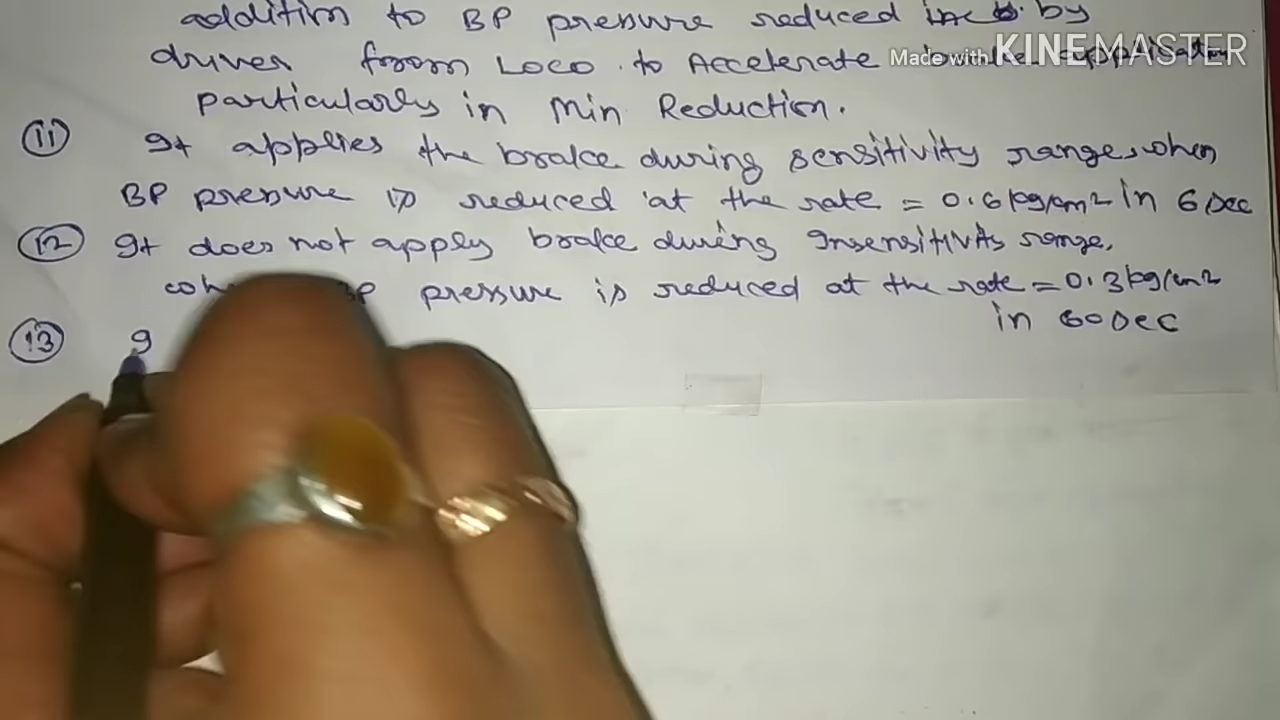 addition to BP pressure reduced by
driver from Loco to Accelerate
Made with KINEMASTER
particularly in Min Reduction.
(11) It applies the brake during sensitivity range, when
BP pressure is reduced at the rate = 0.6 kg/cm2 in 6 sec
(12) It does not apply brake during Insensitivity range,
BP pressure is reduced at the rate = 0.3 kg/cm2
in 60 sec
(13) I